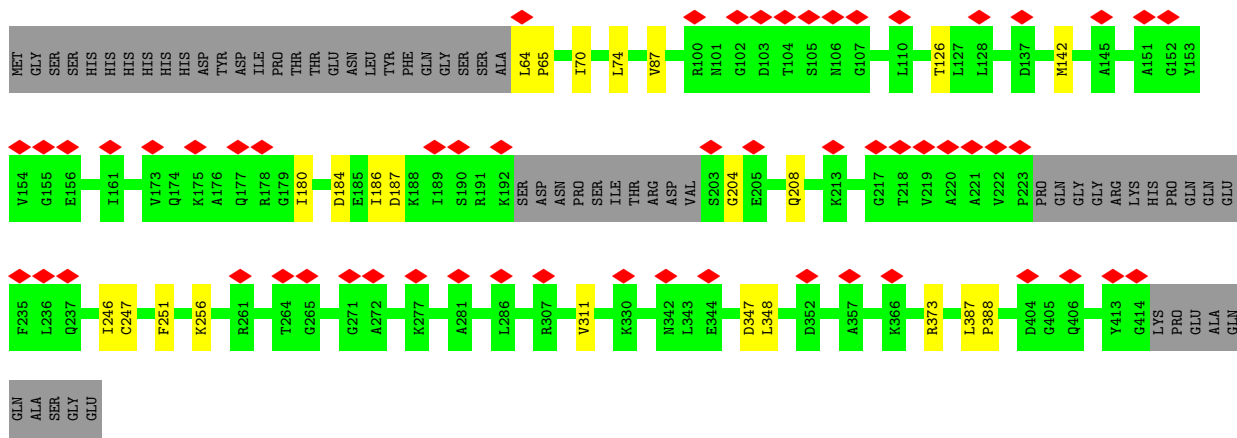 MET GLY SER SER HIS HIS HIS HIS HIS HIS ASP TYR ASP ILE PRO THR THR GLU ASN LEU TYR PHE GLN GLY SER SER ALA L64 P65 I70 L74 V87 R100 N101 G102 D103 T104 S105 N106 G107 L110 T126 L127 L128 D137 M142 A145 A151 G152 Y153
V154 G155 E156 I161 V173 Q174 K175 A176 Q177 R178 G179 I180 D184 E185 I186 D187 K188 I189 S190 R191 K192 SER ASP ASN PRO SER ILE THR ARG ASP VAL S203 G204 E205 Q208 K213 G217 T218 V219 A220 A221 V222 P223 PRO GLN GLY GLY ARG LYS HIS PRO GLN GLN GLU
F235 L236 Q237 I246 C247 F251 K256 R261 T264 G265 G271 A272 K277 A281 L286 R307 V311 K330 N342 L343 E344 D347 L348 D352 A357 K366 R373 L387 P388 D404 G405 Q406 Y413 G414 LYS PRO GLU ALA GLN
GLN ALA SER GLY GLU